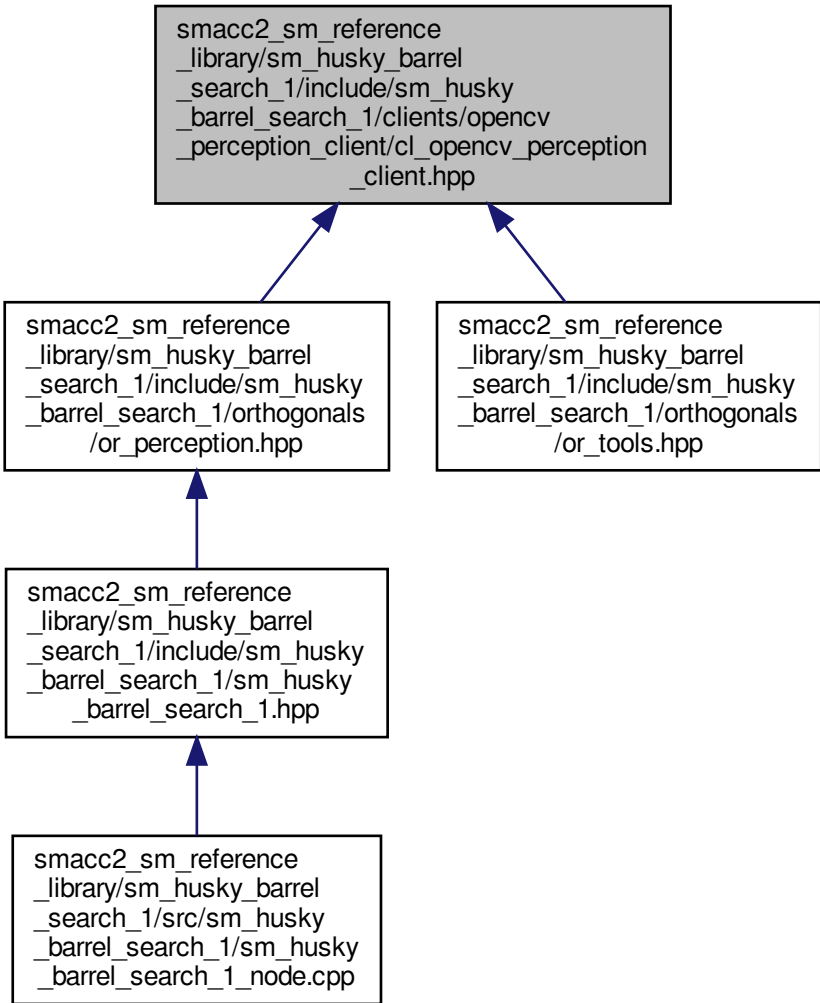 smacc2_sm_reference
_library/sm_husky_barrel
_search_1/include/sm_husky
_barrel_search_1/clients/opencv
_perception_client/cl_opencv_perception
_client.hpp
smacc2_sm_reference
_library/sm_husky_barrel
_search_1/include/sm_husky
_barrel_search_1/orthogonals
/or_perception.hpp
smacc2_sm_reference
_library/sm_husky_barrel
_search_1/include/sm_husky
_barrel_search_1/orthogonals
/or_tools.hpp
smacc2_sm_reference
_library/sm_husky_barrel
_search_1/include/sm_husky
_barrel_search_1/sm_husky
_barrel_search_1.hpp
smacc2_sm_reference
_library/sm_husky_barrel
_search_1/src/sm_husky
_barrel_search_1/sm_husky
_barrel_search_1_node.cpp